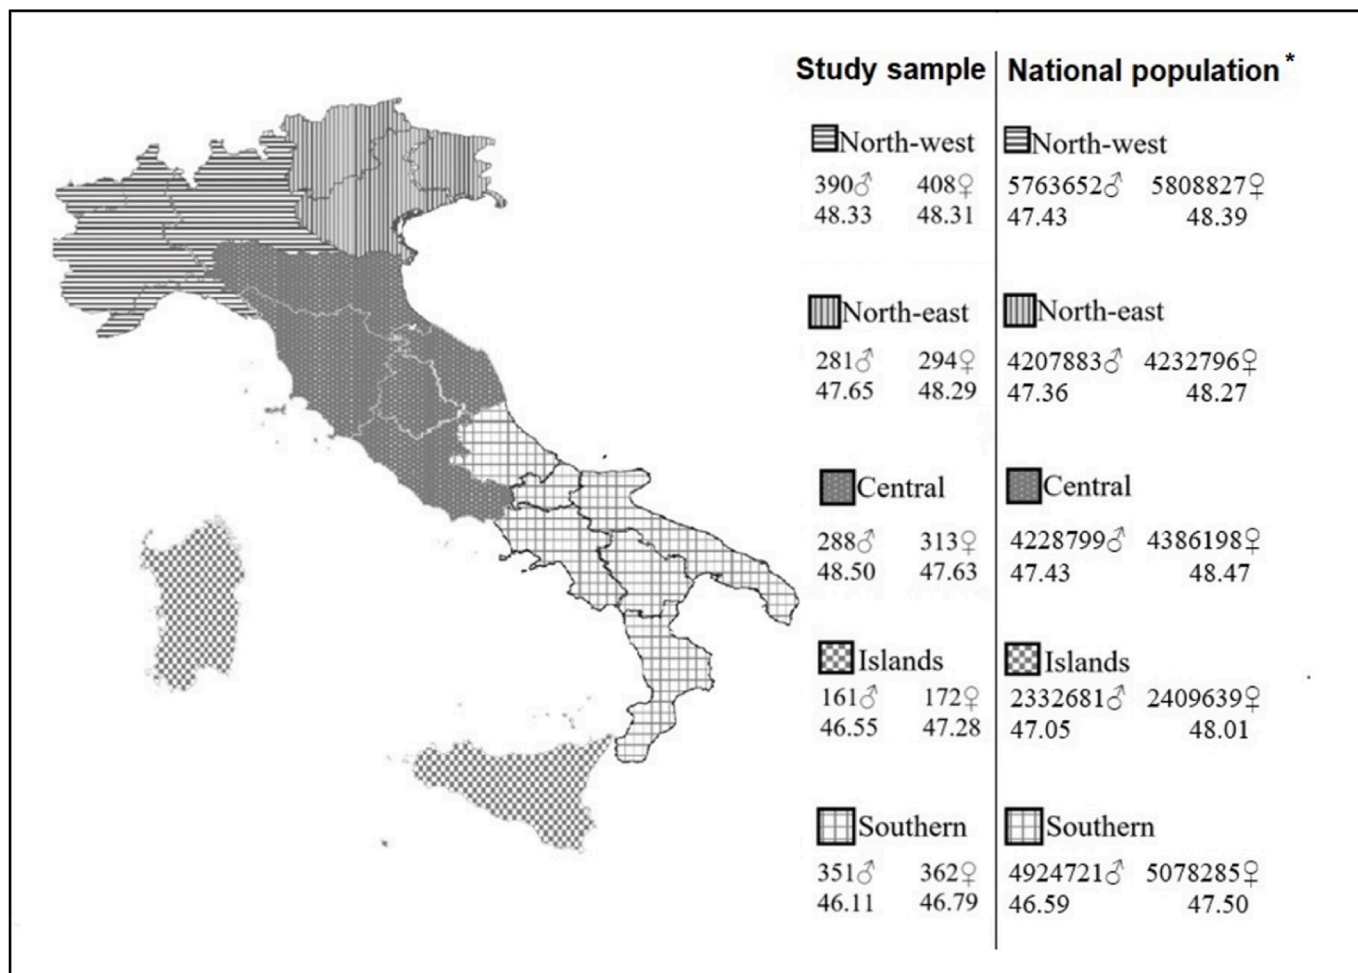 Study sample National population *
North-west North-west
390♂ 408♀ 5763652♂ 5808827♀
48.33 48.31 47.43 48.39
North-east North-east
281♂ 294♀ 4207883♂ 4232796♀
47.65 48.29 47.36 48.27
Central Central
288♂ 313♀ 4228799♂ 4386198♀
48.50 47.63 47.43 48.47
Islands Islands
161♂ 172♀ 2332681♂ 2409639♀
46.55 47.28 47.05 48.01
Southern Southern
351♂ 362♀ 4924721♂ 5078285♀
46.11 46.79 46.59 47.50